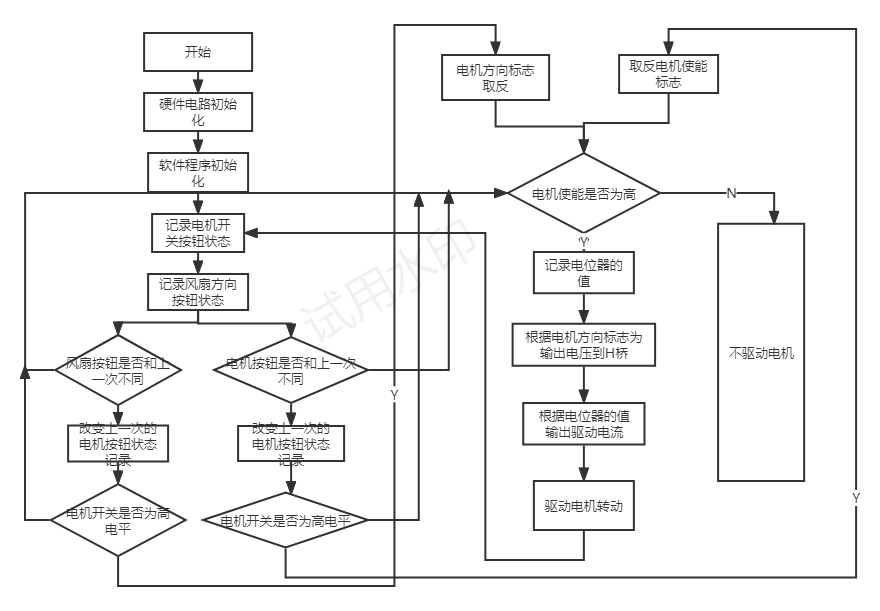 开始
硬件电路初始
化
软件程序初始
化
记录电机开
关按钮状态
记录风扇方向
按钮状态
风扇按钮是否和上
一次不同
改变上一次的
电机按钮状态
记录
电机开关是否为高
电平
电机按钮是否和上一次
不同
改变上一次的
电机按钮状态
记录
电机开关是否为高电平
Y
电机方向标志
取反
取反电机使能
标志
电机使能是否为高
N
Y
记录电位器的
值
根据电机方向标志为
输出电压到H桥
根据电位器的值
输出驱动电流
驱动电机转动
不驱动电机
Y
试用水印